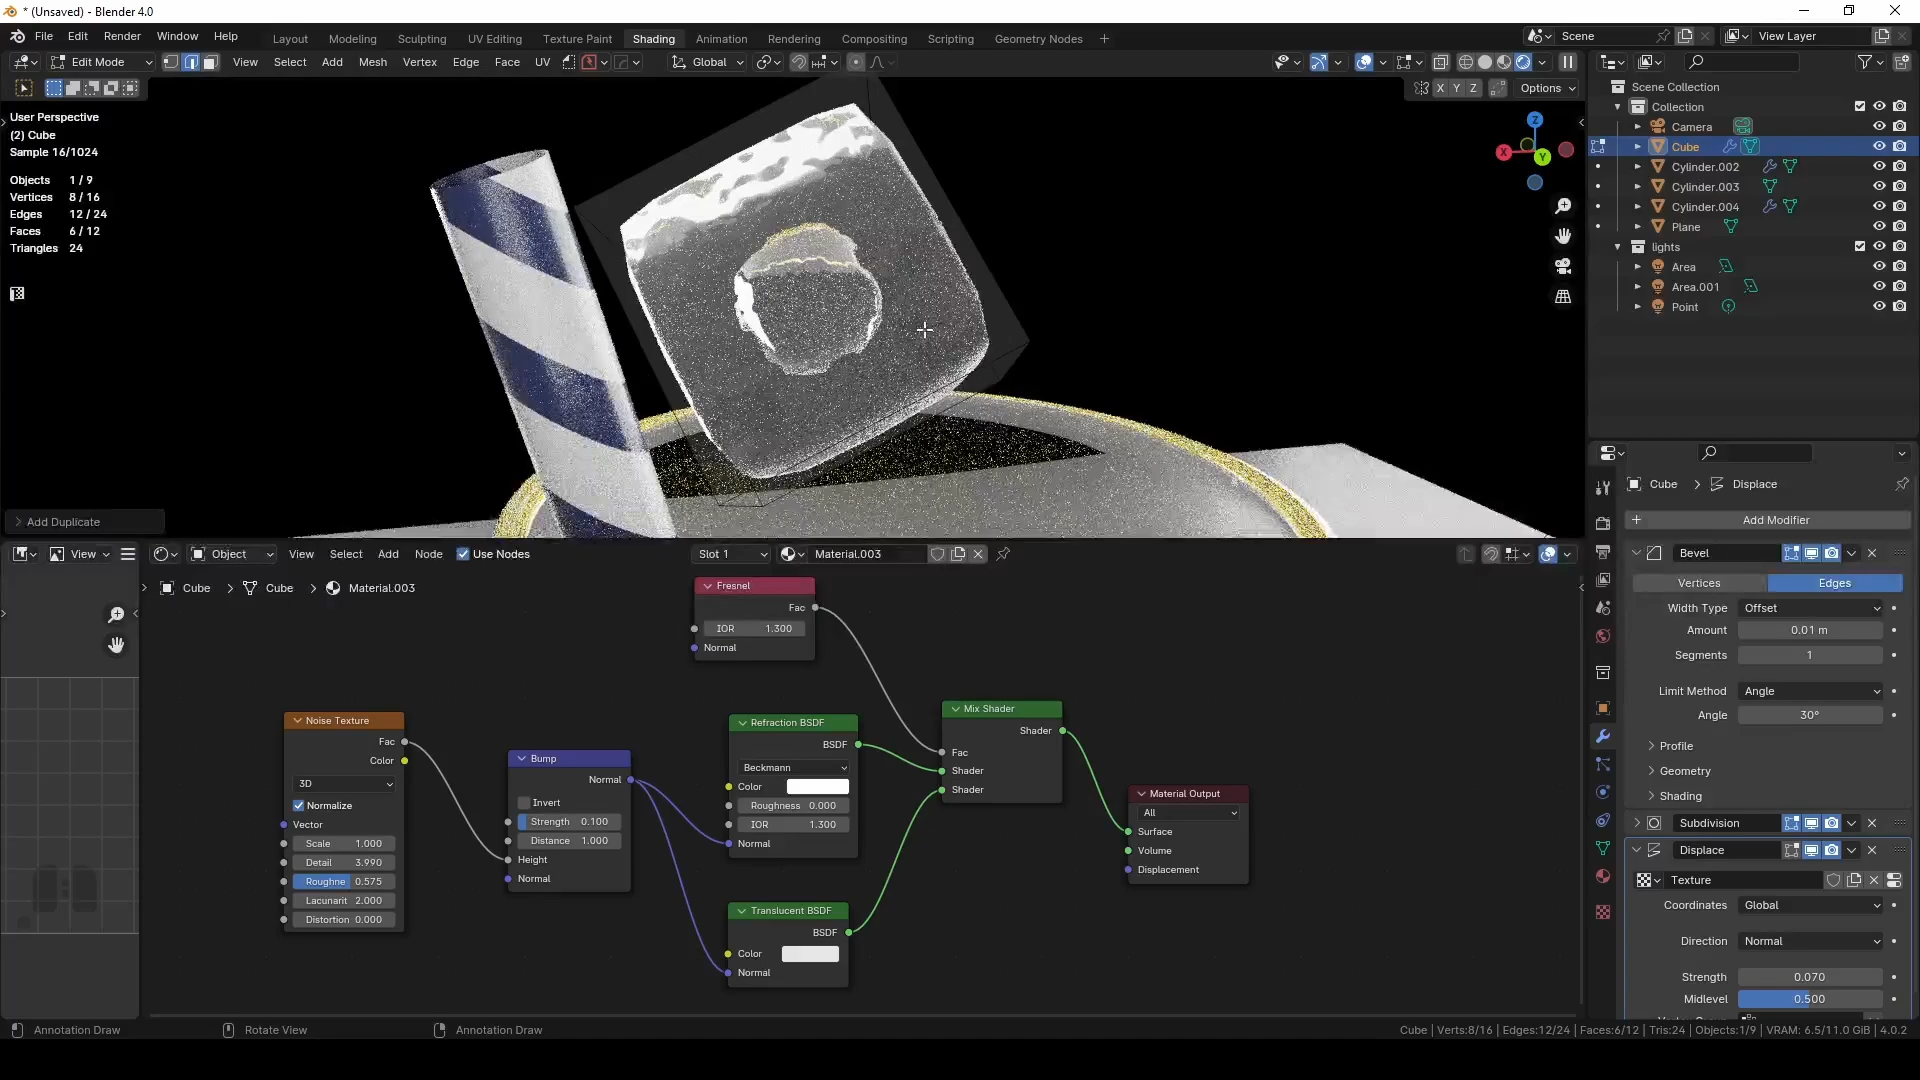 * (Unsaved) - Blender 4.0
File Edit Render Window Help Layout Modeling Sculpting UV Editing Texture Paint Shading Animation Rendering Compositing Scripting Geometry Nodes + Scene View Layer
Edit Mode View Select Add Mesh Vertex Edge Face UV Global
X Y Z Options
User Perspective
(2) Cube
Sample 16/1024
Objects 1 / 9
Vertices 8 / 16
Edges 12 / 24
Faces 6 / 12
Triangles 24
Z
X
Y
Add Duplicate
Scene Collection
Collection
Camera
Cube
Cylinder.002
Cylinder.003
Cylinder.004
Plane
lights
Area
Area.001
Point
View Object View Select Add Node Use Nodes Slot 1 Material.003
Cube > Cube > Material.003
Fresnel
Fac
IOR 1.300
Normal
Noise Texture
Fac
Color
3D
Normalize
Vector
Scale 1.000
Detail 3.990
Roughne 0.575
Lacunarit 2.000
Distortion 0.000
Bump
Normal
Invert
Strength 0.100
Distance 1.000
Height
Normal
Refraction BSDF
BSDF
Beckmann
Color
Roughness 0.000
IOR 1.300
Normal
Translucent BSDF
BSDF
Color
Normal
Mix Shader
Shader
Fac
Shader
Shader
Material Output
All
Surface
Volume
Displacement
Cube > Displace
Add Modifier
Bevel
Vertices Edges
Width Type Offset
Amount 0.01 m
Segments 1
Limit Method Angle
Angle 30°
Profile
Geometry
Shading
Subdivision
Displace
Texture
Coordinates Global
Direction Normal
Strength 0.070
Midlevel 0.500
Annotation Draw Rotate View Annotation Draw Cube | Verts:8/16 | Edges:12/24 | Faces:6/12 | Tris:24 | Objects:1/9 | VRAM: 6.5/11.0 GiB | 4.0.2